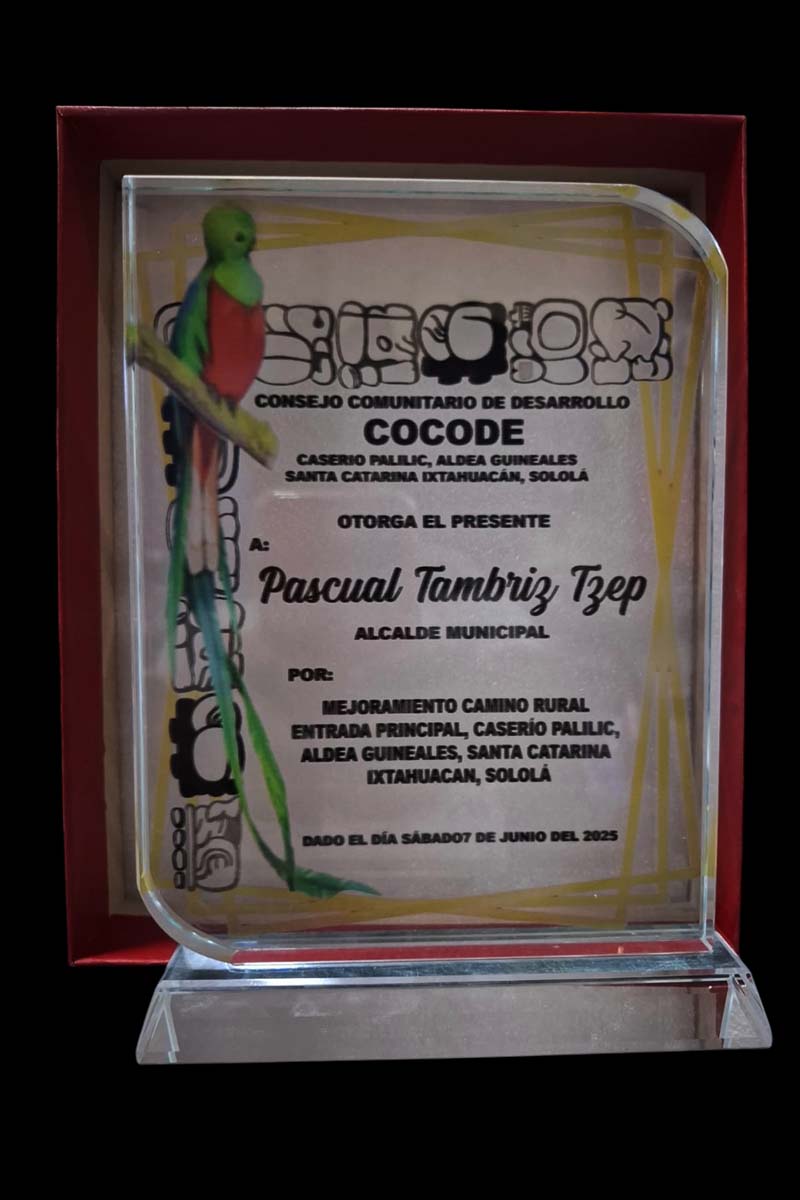 CONSEJO COMUNITARIO DE DESARROLLO
COCODE
CASERIO PALILIC, ALDEA GUINEALES
SANTA CATARINA IXTAHUACÁN, SOLOLÁ
OTORGA EL PRESENTE
A:
Pascual Tambriz Tzep
ALCALDE MUNICIPAL
POR:
MEJORAMIENTO CAMINO RURAL
ENTRADA PRINCIPAL, CASERÍO PALILIC,
ALDEA GUINEALES, SANTA CATARINA
IXTAHUACAN, SOLOLÁ
DADO EL DÍA SÁBADO7 DE JUNIO DEL 2025